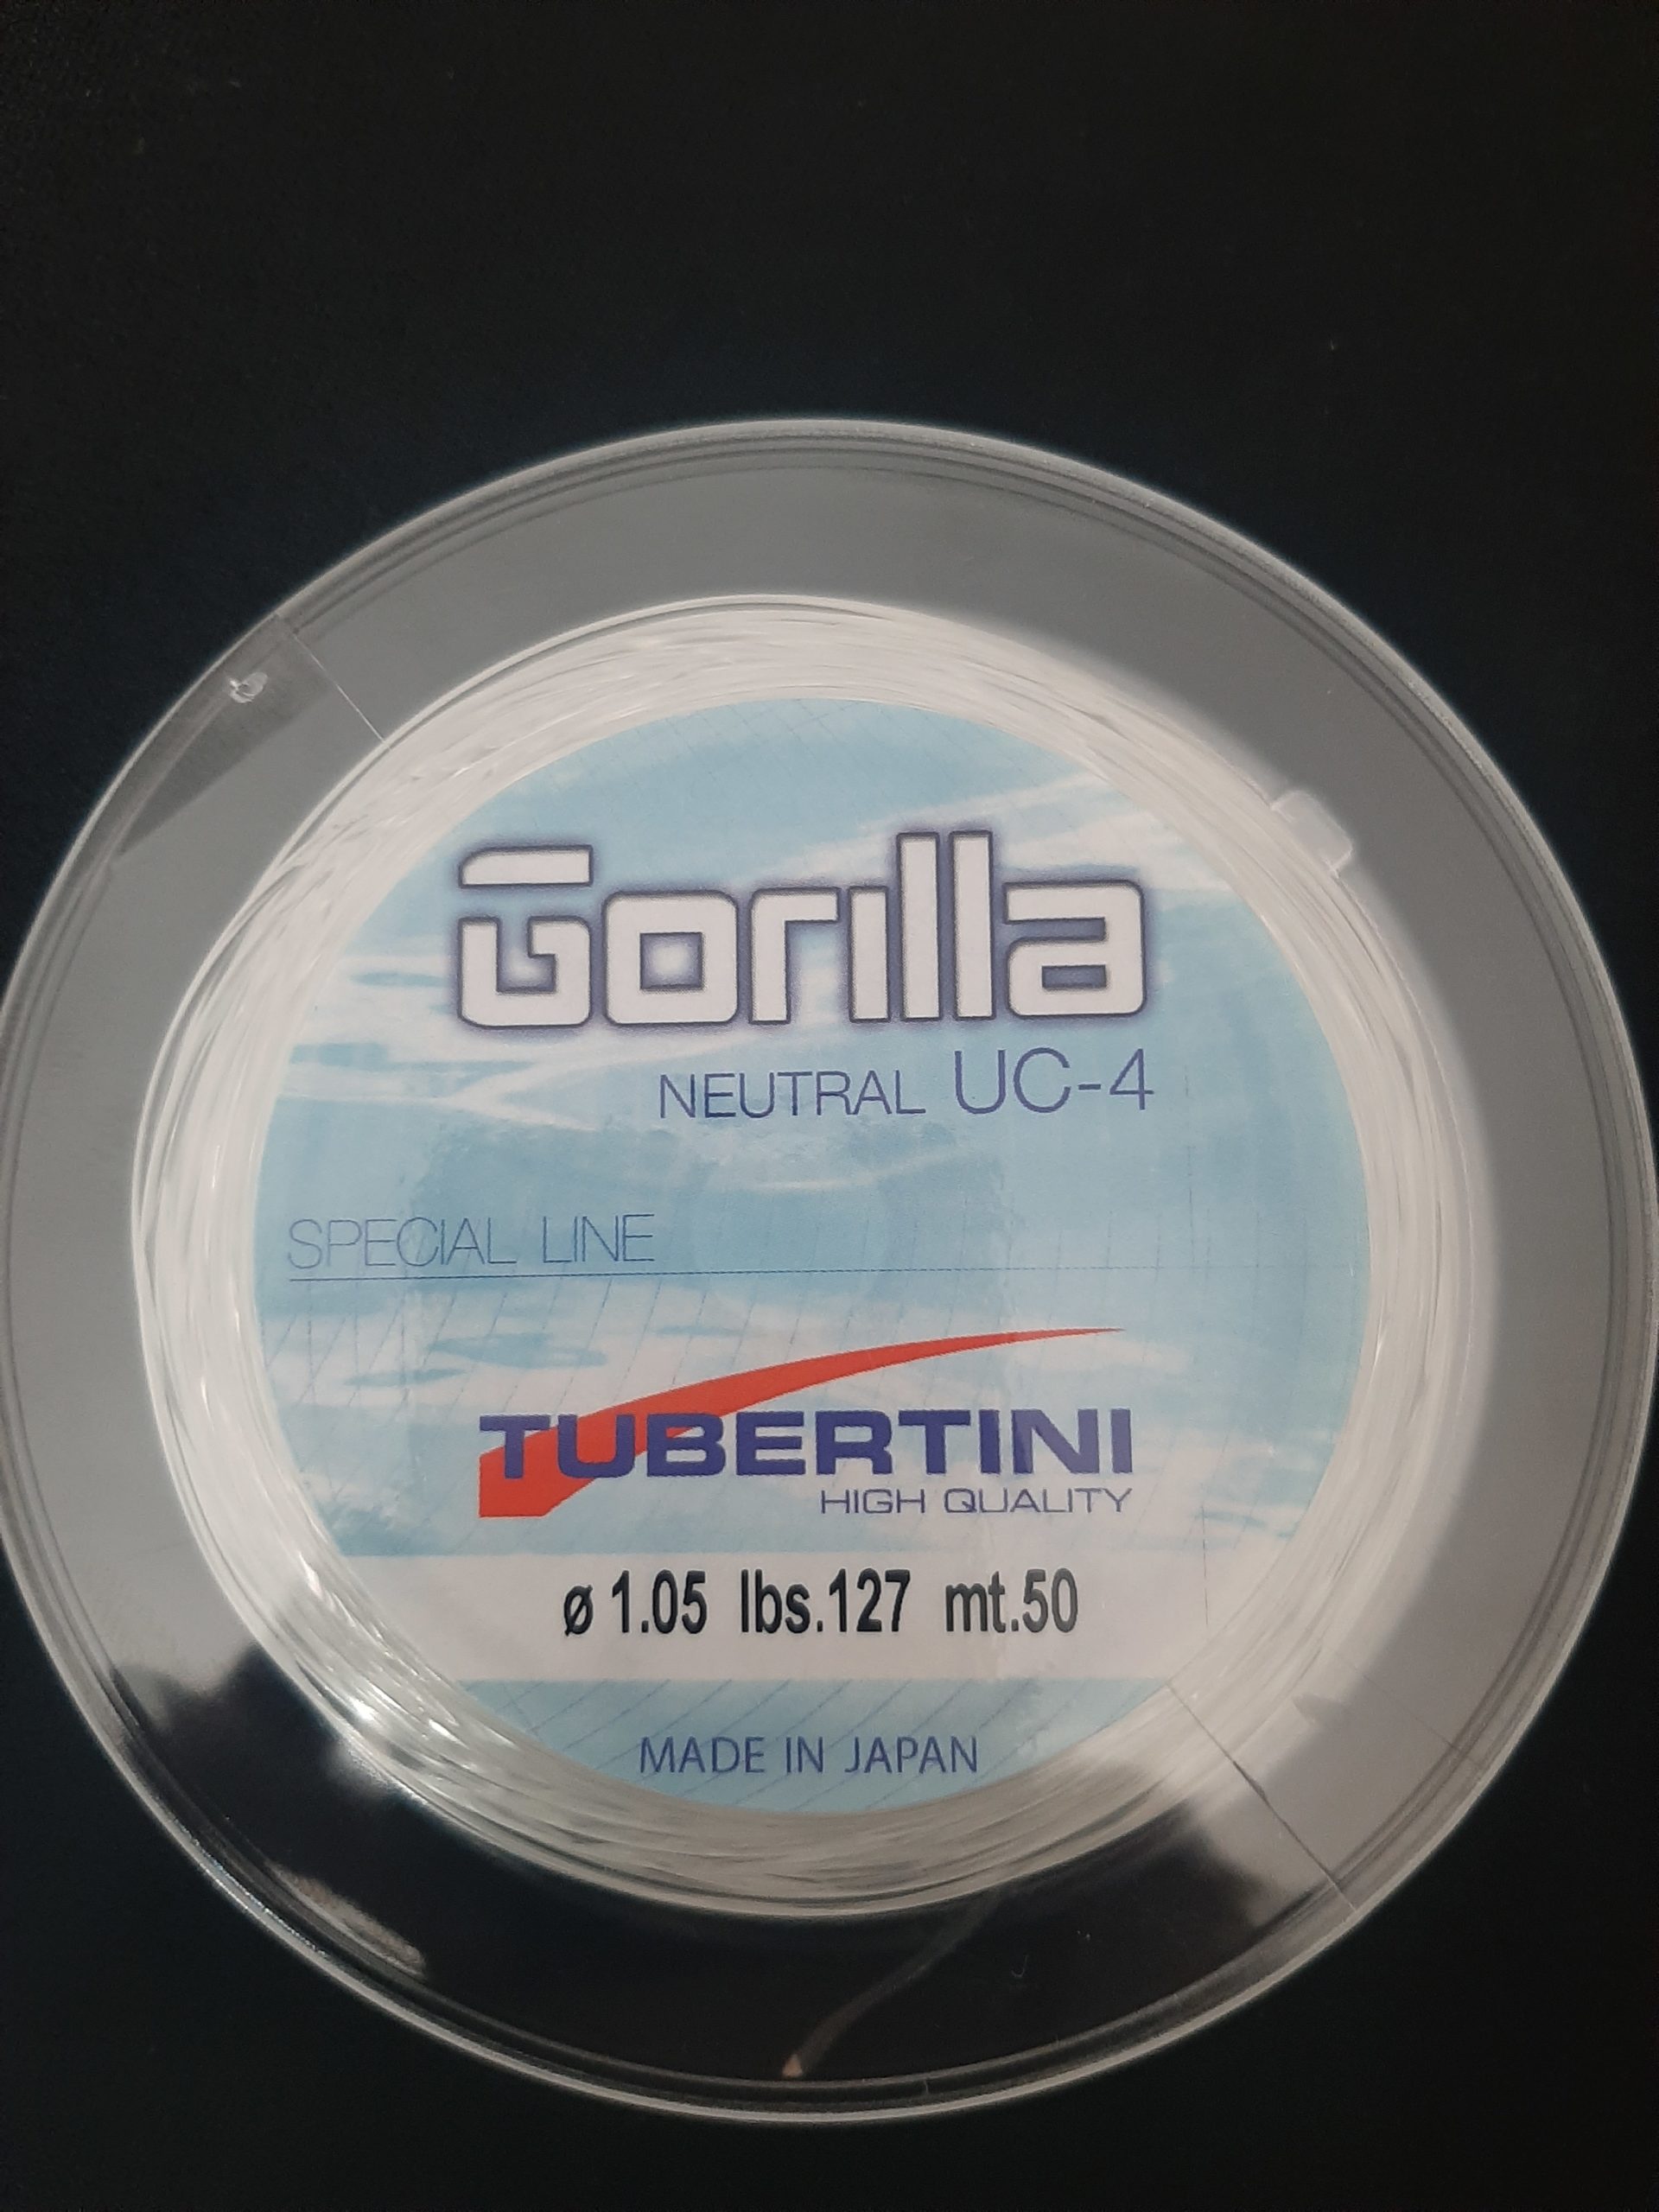 Gorilla
NEUTRAL UC-4
SPECIAL LINE
TUBERTINI
HIGH QUALITY
ø 1.05 lbs.127 mt.50
MADE IN JAPAN